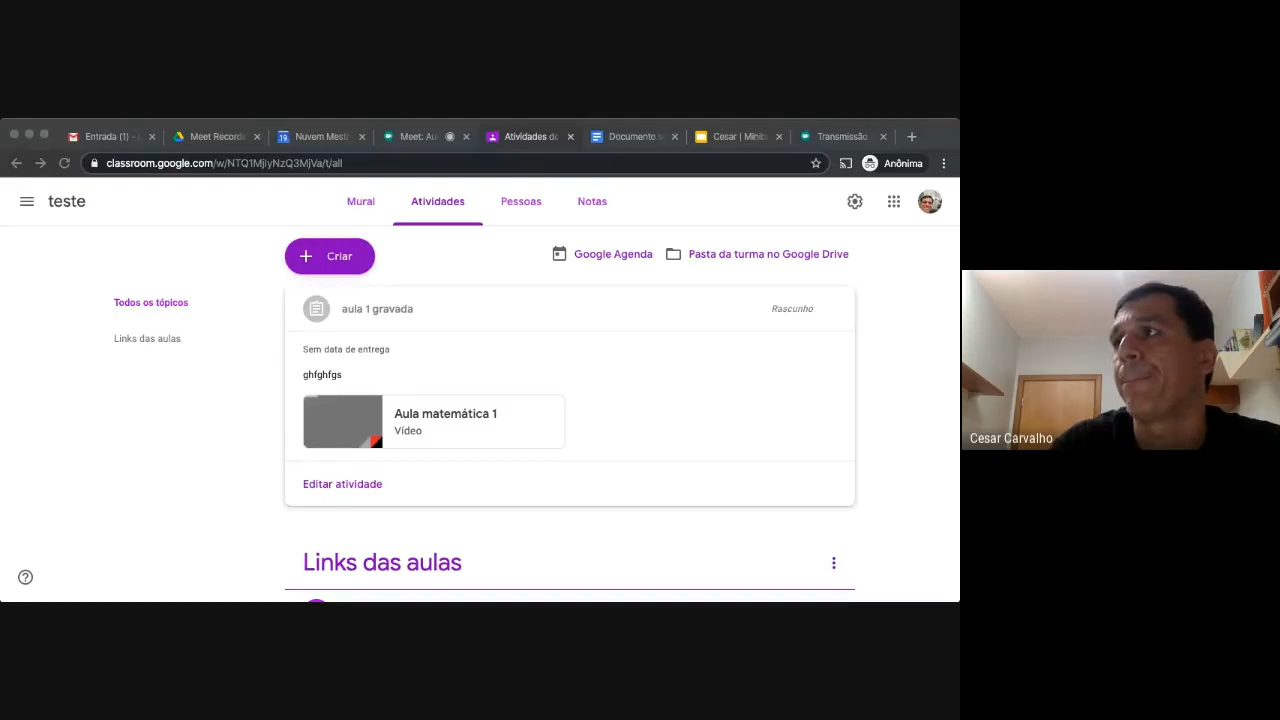 Entrada (1) -
Meet Recorda
Nuvem Mestr
Meet: Au
Atividades de
Documento s
Cesar | Minib
Transmissão
classroom.google.com/w/NTQ1MjIyNzQ3MjVa/t/all
Anônima
teste
Mural
Atividades
Pessoas
Notas
Criar
Google Agenda
Pasta da turma no Google Drive
Todos os tópicos
Links das aulas
aula 1 gravada
Rascunho
Sem data de entrega
ghfghfgs
Aula matemática 1
Vídeo
Editar atividade
Links das aulas
Cesar Carvalho